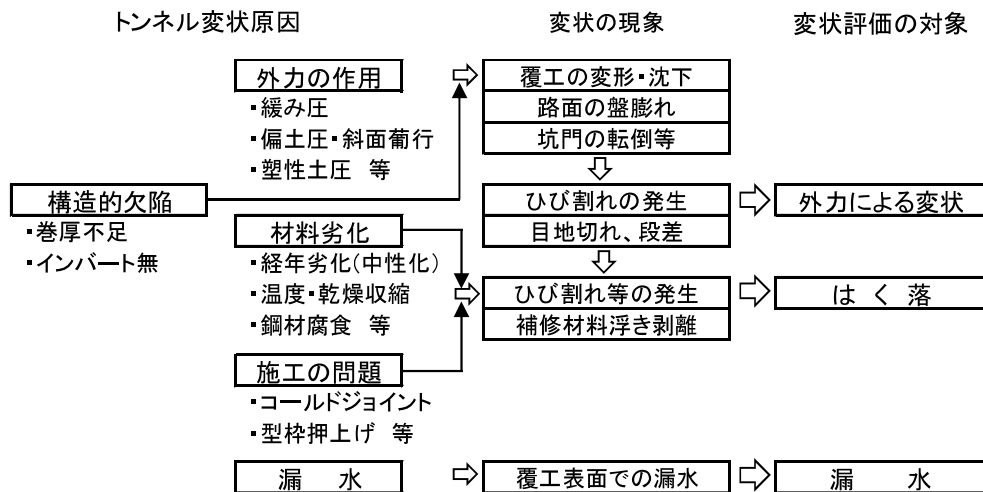 トンネル変状原因 変状の現象 変状評価の対象
外力の作用 覆工の変形・沈下
・緩み圧 路面の盤膨れ
・偏土圧・斜面葡行 坑門の転倒等
・塑性土圧 等
構造的欠陥 ひび割れの発生 外力による変状
・巻厚不足 材料劣化 目地切れ、段差
・インバート無 ・経年劣化(中性化)
・温度・乾燥収縮 ひび割れ等の発生 は く 落
・鋼材腐食 等 補修材料浮き剥離
施工の問題
・コールドジョイント
・型枠押上げ 等
漏 水 覆工表面での漏水 漏 水